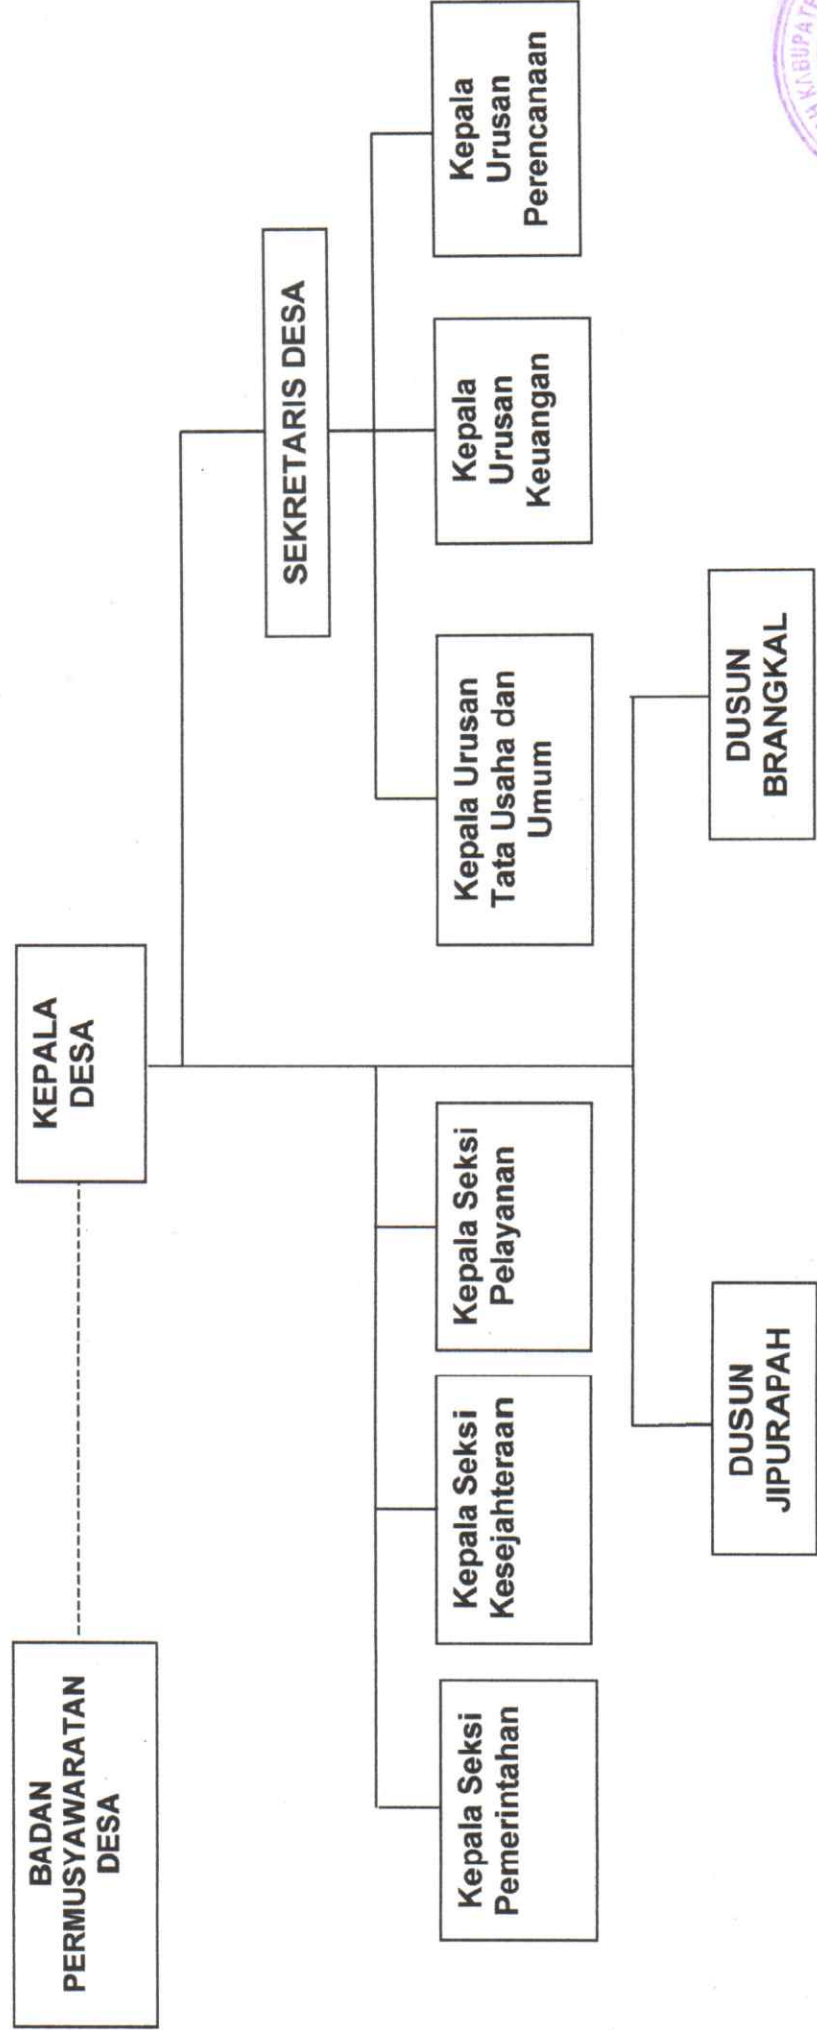 BADAN
PERMUSYAWARATAN
DESA
KEPALA
DESA
SEKRETARIS DESA
Kepala Seksi
Pemerintahan
Kepala Seksi
Kesejahteraan
Kepala Seksi
Pelayanan
Kepala Urusan
Tata Usaha dan
Umum
Kepala
Urusan
Keuangan
Kepala
Urusan
Perencanaan
DUSUN
JIPURAPAH
DUSUN
BRANGKAL